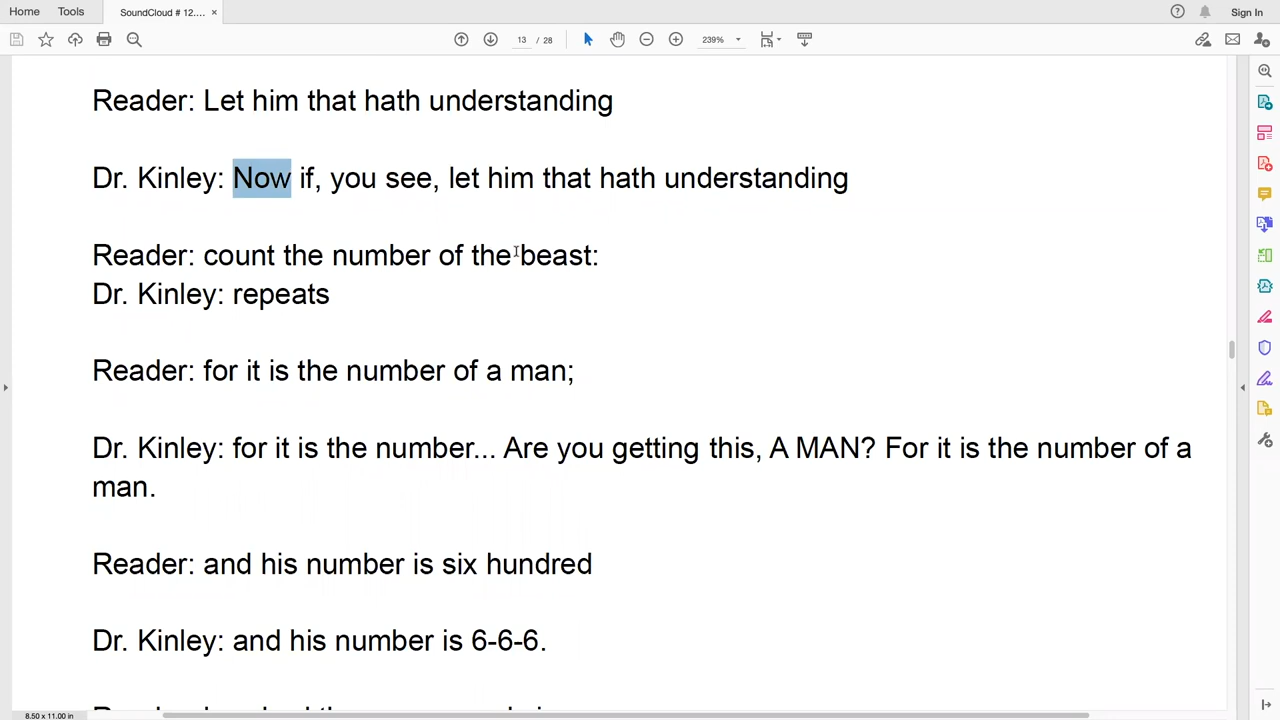 Home Tools SoundCloud # 12.... × ? Sign In
13 / 28 239%
Reader: Let him that hath understanding
Dr. Kinley: Now if, you see, let him that hath understanding
Reader: count the number of the beast:
Dr. Kinley: repeats
Reader: for it is the number of a man;
Dr. Kinley: for it is the number... Are you getting this, A MAN? For it is the number of a
man.
Reader: and his number is six hundred
Dr. Kinley: and his number is 6-6-6.
8.50 x 11.00 in